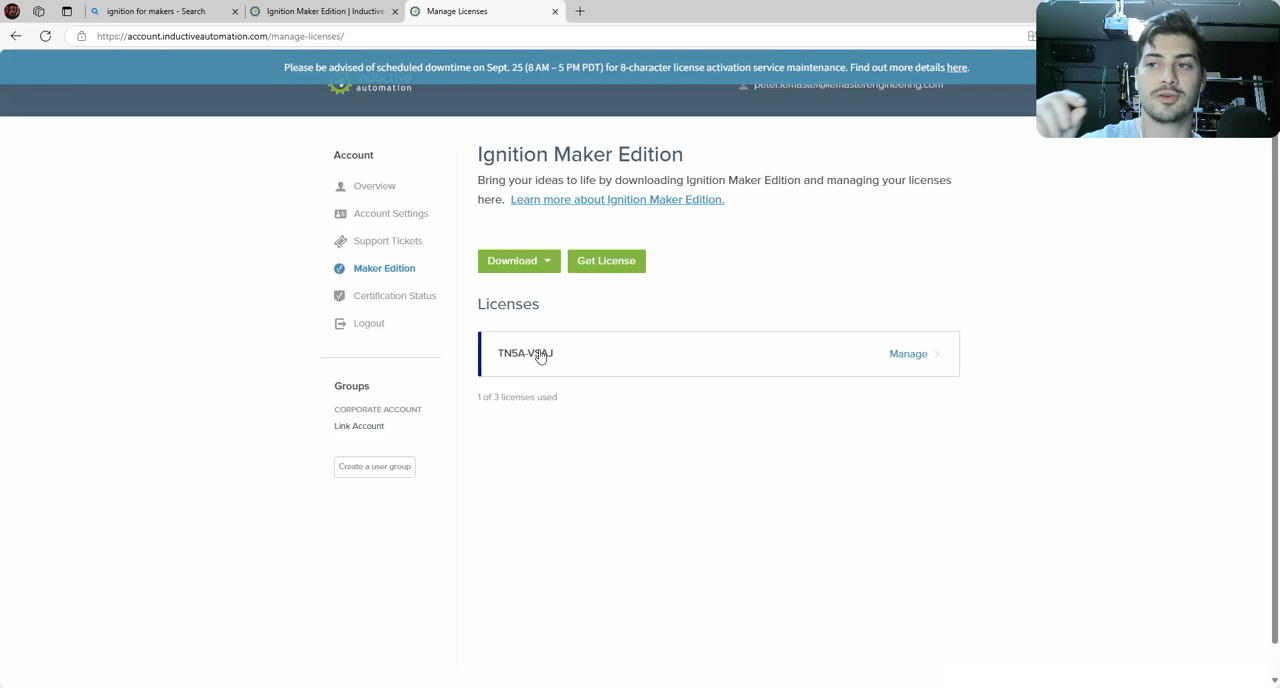 ignition for makers - Search
Ignition Maker Edition | Inductive
Manage Licenses
https://account.inductiveautomation.com/manage-licenses/
Please be advised of scheduled downtime on Sept. 25 (8 AM – 5 PM PDT) for 8-character license activation service maintenance. Find out more details here.
inductive
automation
peter.lemaster@lemasterengineering.com
Account
Overview
Account Settings
Support Tickets
Maker Edition
Certification Status
Logout
Groups
CORPORATE ACCOUNT
Link Account
Create a user group
Ignition Maker Edition
Bring your ideas to life by downloading Ignition Maker Edition and managing your licenses
here. Learn more about Ignition Maker Edition.
Download
Get License
Licenses
Manage
1 of 3 licenses used